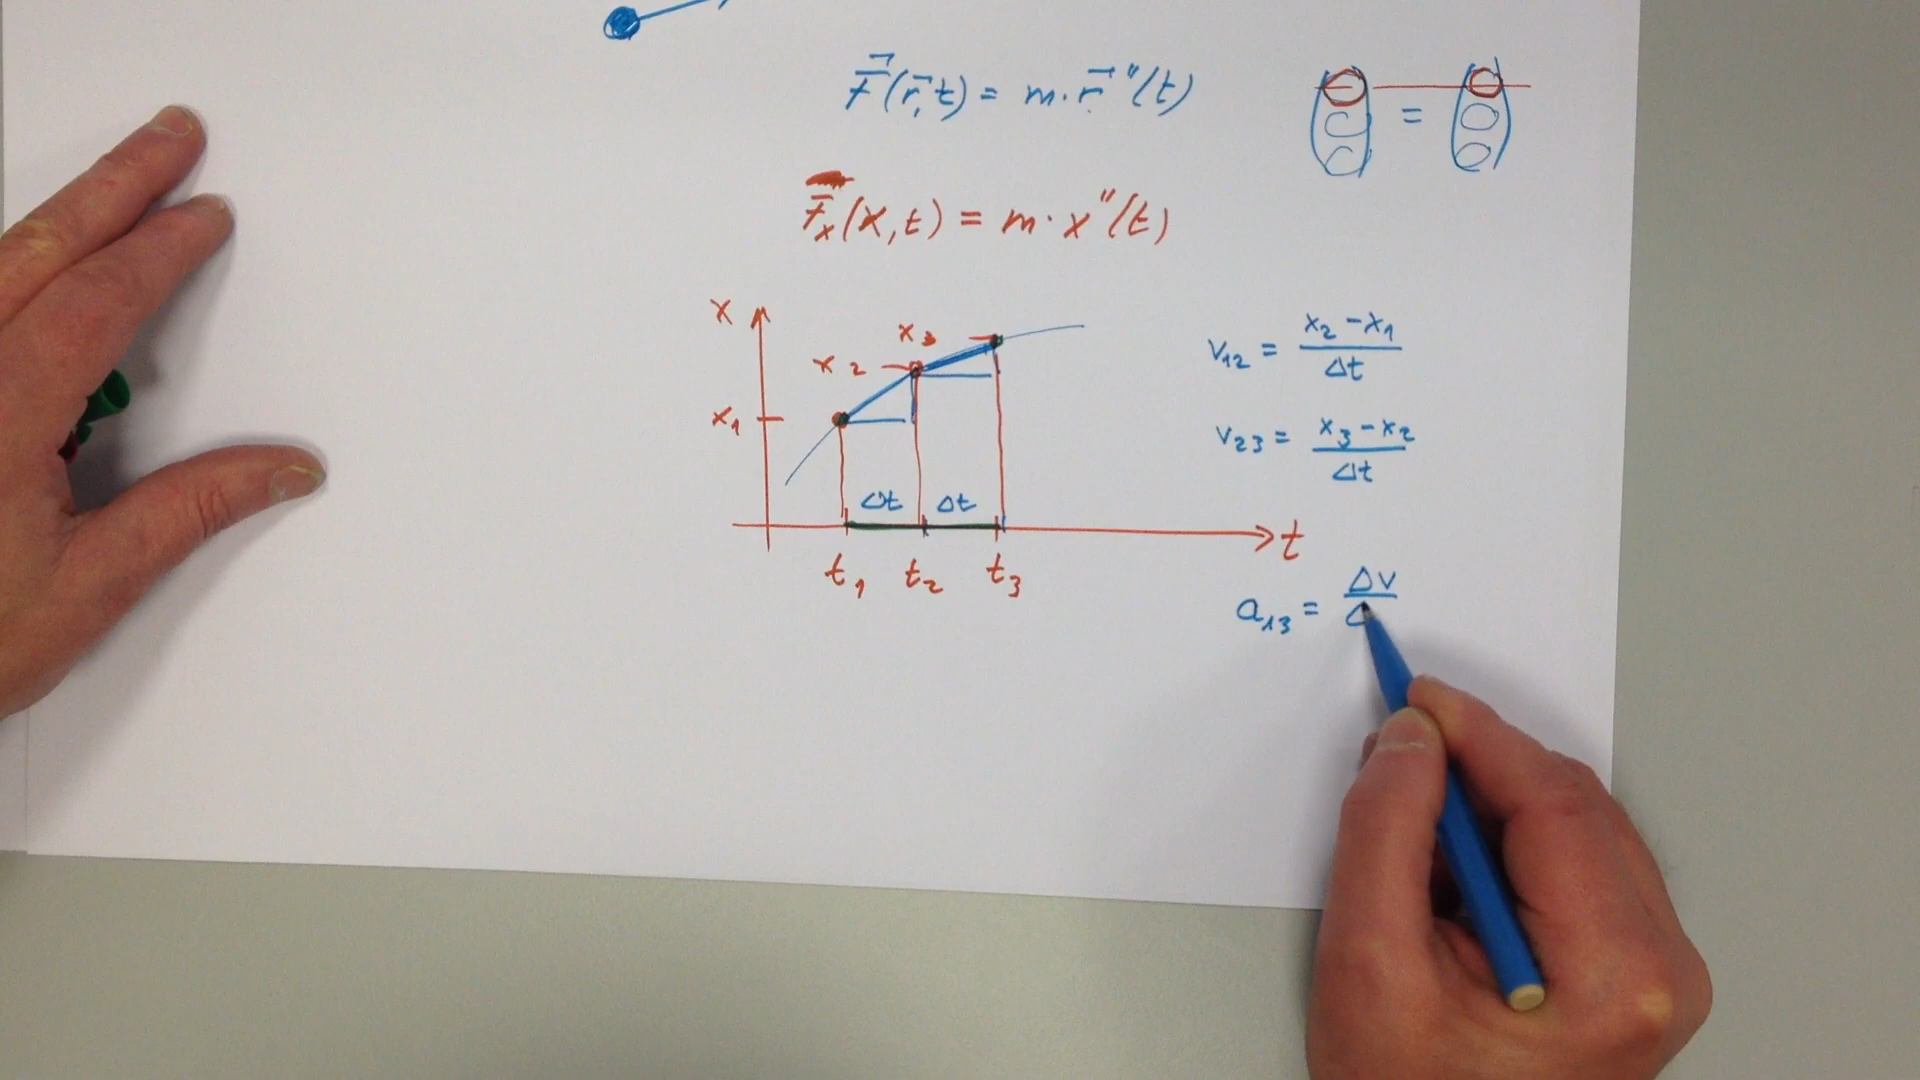 F⃗(r⃗,t) = m·r⃗''(t)
=
Fₓ(x,t) = m·x''(t)
x
x₃
x₂
x₁
Δt Δt
t
t₁ t₂ t₃
v₁₂ = (x₂ - x₁)/Δt
v₂₃ = (x₃ - x₂)/Δt
a₁₃ = Δv/Δ